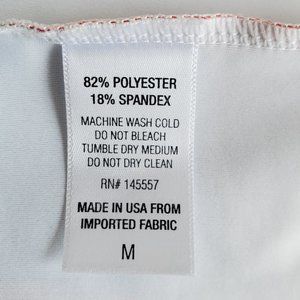 82% POLYESTER
18% SPANDEX
MACHINE WASH COLD
DO NOT BLEACH
TUMBLE DRY MEDIUM
DO NOT DRY CLEAN
RN# 145557
MADE IN USA FROM
IMPORTED FABRIC
M